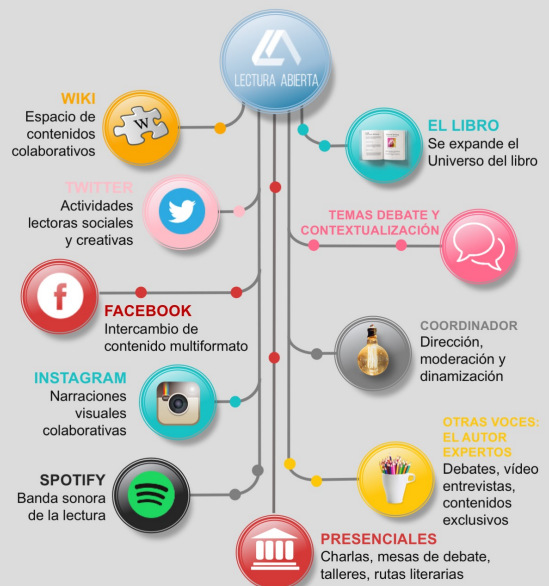 LECTURA ABIERTA
WIKI
Espacio de
contenidos
colaborativos
W
EL LIBRO
Se expande el
Universo del libro
TWITTER
Actividades
lectoras sociales
y creativas
TEMAS DEBATE Y
CONTEXTUALIZACIÓN
f
FACEBOOK
Intercambio de
contenido multiformato
COORDINADOR
Dirección,
moderación y
dinamización
INSTAGRAM
Narraciones
visuales
colaborativas
OTRAS VOCES:
EL AUTOR
EXPERTOS
Debates, vídeo
entrevistas,
contenidos
exclusivos
SPOTIFY
Banda sonora
de la lectura
PRESENCIALES
Charlas, mesas de debate,
talleres, rutas literarias